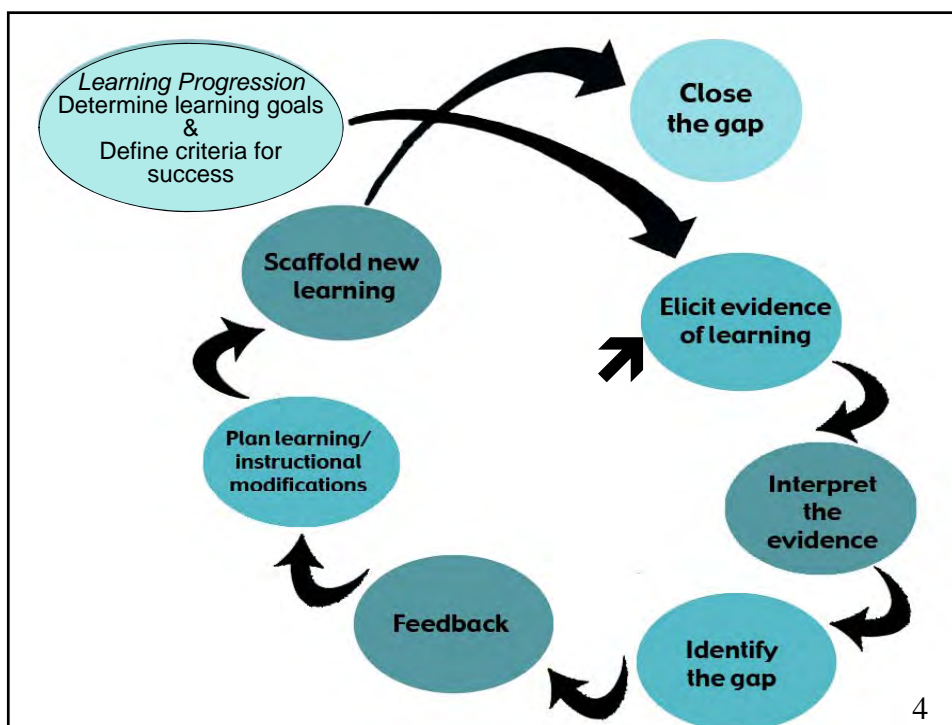 Learning Progression
Determine learning goals
&
Define criteria for
success
Close
the gap
Scaffold new
learning
Elicit evidence
of learning
Plan learning/
instructional
modifications
Interpret
the
evidence
Feedback
Identify
the gap
4